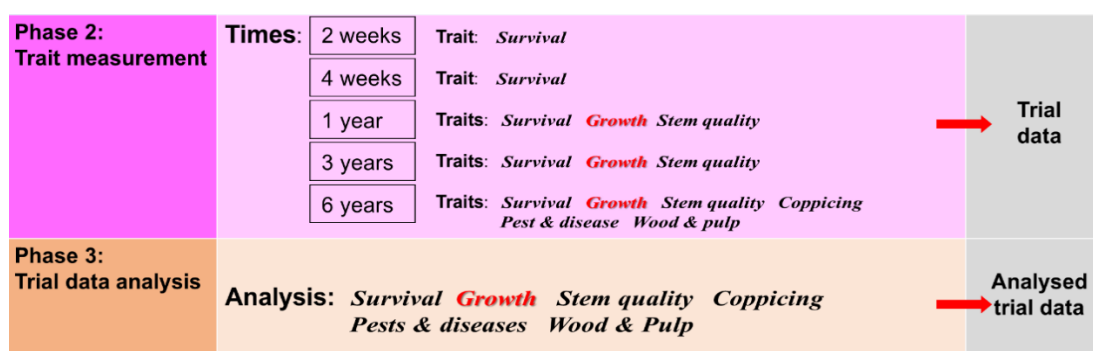 Phase 2:
Trait measurement
Times: 2 weeks Trait: Survival
4 weeks Trait: Survival
1 year Traits: Survival Growth Stem quality
3 years Traits: Survival Growth Stem quality
6 years Traits: Survival Growth Stem quality Coppicing
Pest & disease Wood & pulp
Trial
data
Phase 3:
Trial data analysis
Analysis: Survival Growth Stem quality Coppicing
Pests & diseases Wood & Pulp
Analysed
trial data